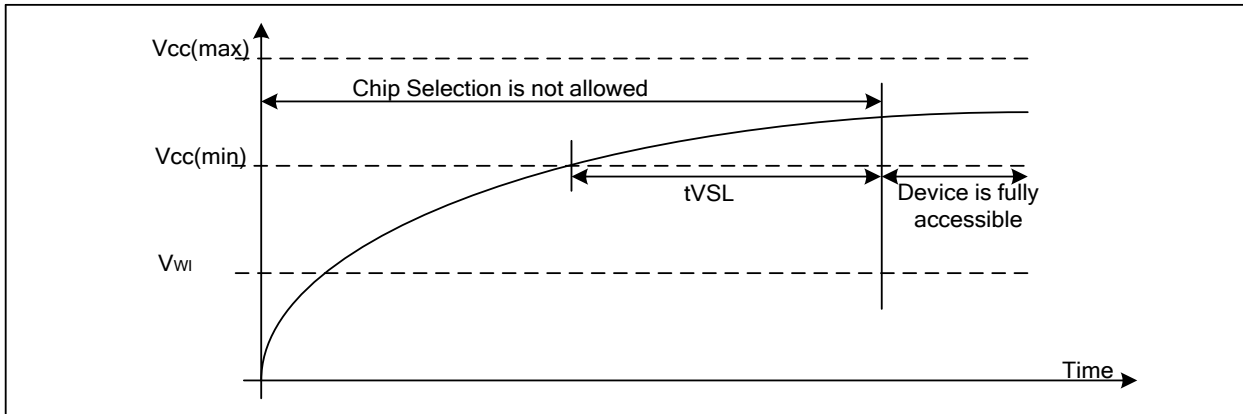 Vcc(max)
Chip Selection is not allowed
Vcc(min)
tVSL
Device is fully
accessible
VWI
Time